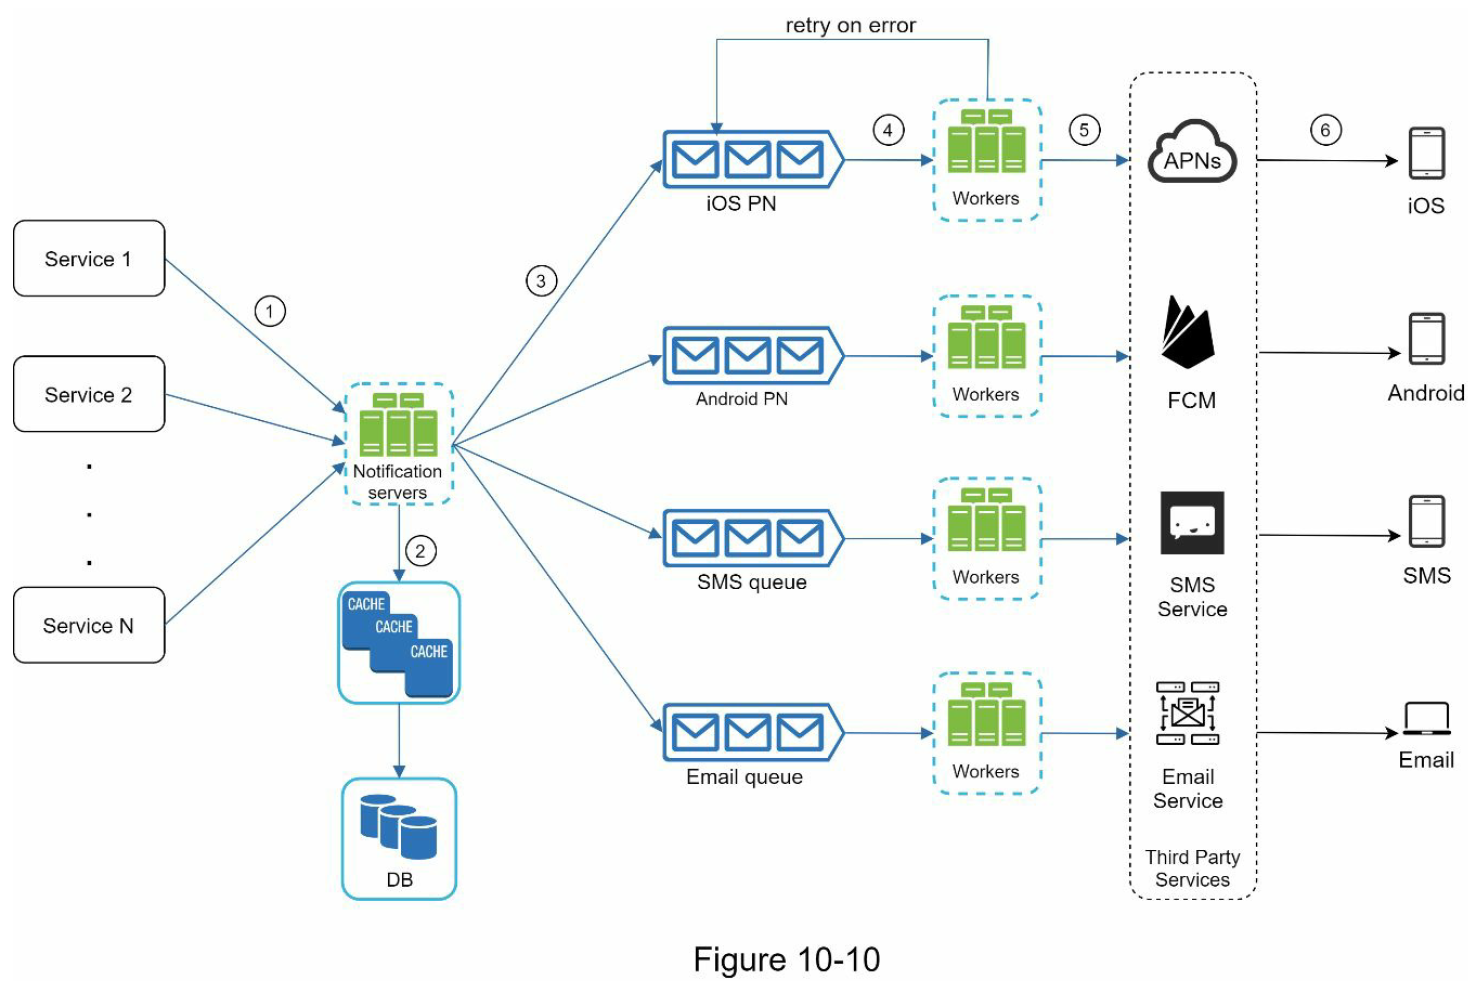 retry on error
4
5
6
APNs
iOS PN
Workers
iOS
Service 1
1
3
Service 2
Android PN
Workers
FCM
Android
.
.
.
Notification
servers
2
SMS queue
Workers
SMS
Service
SMS
Service N
CACHE
CACHE
CACHE
Email queue
Workers
Email
Service
Email
DB
Third Party
Services
Figure 10-10